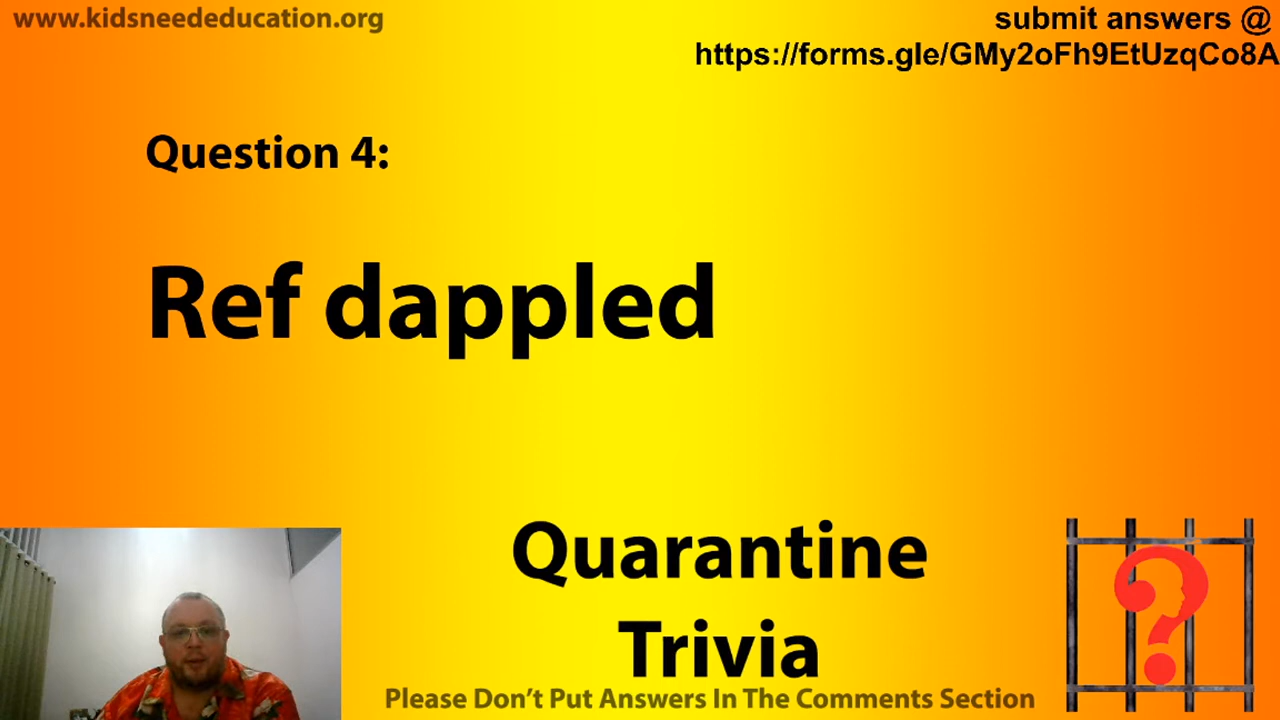 www.kidsneededucation.org
submit answers @
https://forms.gle/GMy2oFh9EtUzqCo8A
Question 4:
Ref dappled
Quarantine
Trivia
Please Don’t Put Answers In The Comments Section